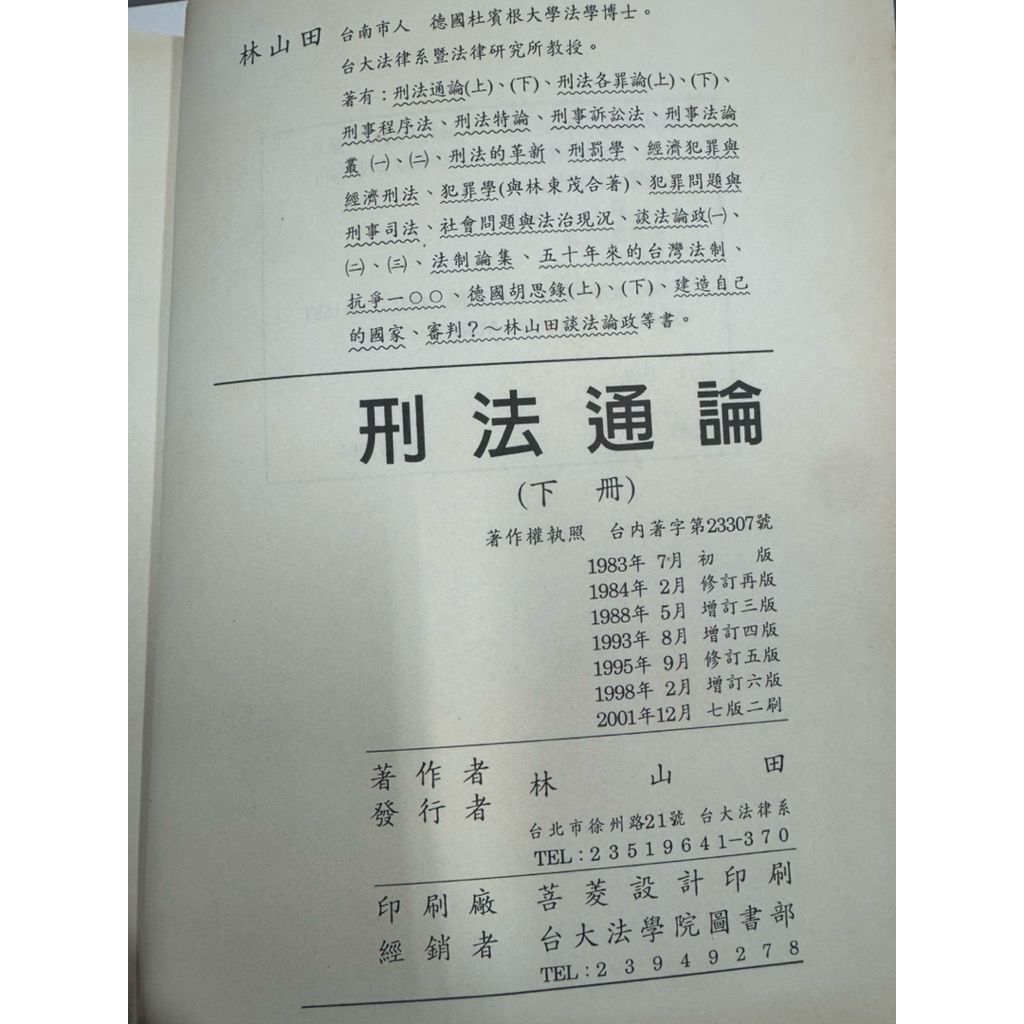 林山田 台南市人 德國杜賓根大學法學博士。
台大法律系暨法律研究所教授。
著有：刑法通論(上)、(下)、刑法各罪論(上)、(下)、
刑事程序法、刑法特論、刑事訴訟法、刑事法論
叢㈠、㈡、刑法的革新、刑罰學、經濟犯罪與
經濟刑法、犯罪學(與林東茂合著)、犯罪問題與
刑事司法、社會問題與法治現況、談法論政㈠、
㈡、㈢、法制論集、五十年來的台灣法制、
抗爭一○○、德國胡思錄(上)、(下)、建造自己
的國家、審判？～林山田談法論政等書。
刑法通論
(下 冊)
著作權執照 台內著字第23307號
1983年 7月 初 版
1984年 2月 修訂再版
1988年 5月 增訂三版
1993年 8月 增訂四版
1995年 9月 修訂五版
1998年 2月 增訂六版
2001年12月 七版二刷
著作者
發行者 林山田
台北市徐州路21號 台大法律系
TEL：23519641-370
印刷廠 菩菱設計印刷
經銷者 台大法學院圖書部
TEL：23949278